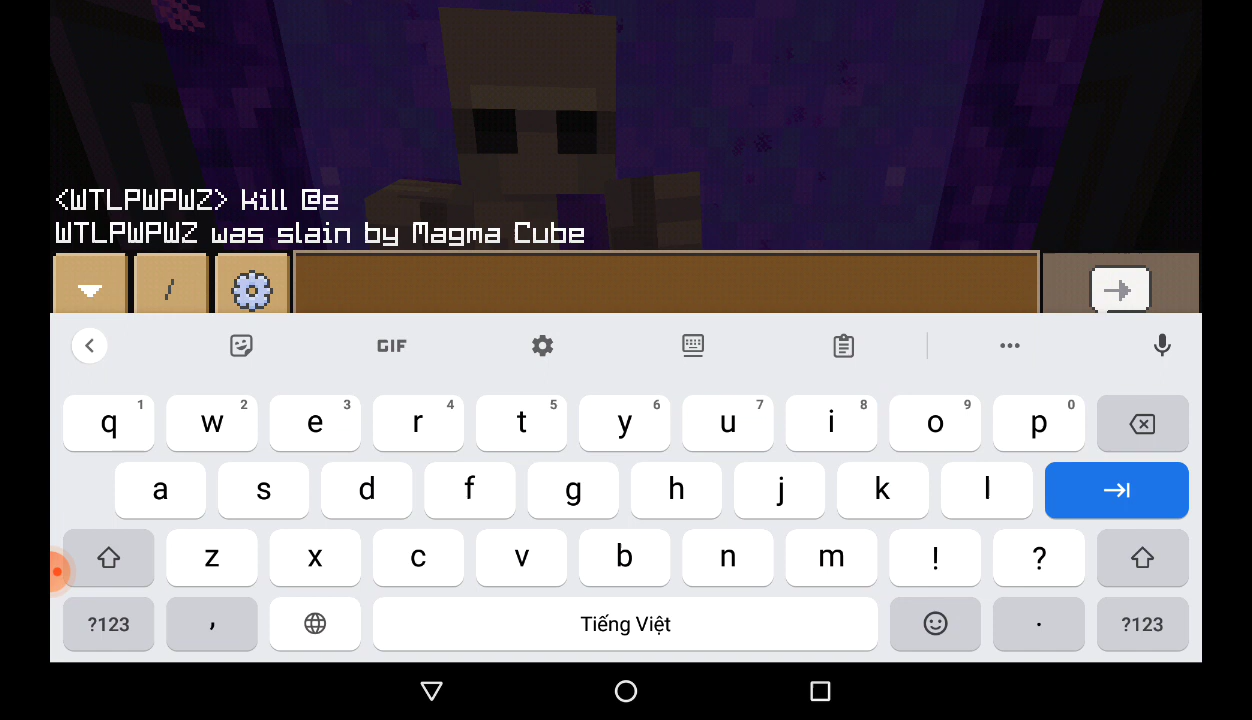 <WTLPWPWZ> kill @e
WTLPWPWZ was slain by Magma Cube
/
GIF
q 1 w 2 e 3 r 4 t 5 y 6 u 7 i 8 o 9 p 0
a s d f g h j k l
z x c v b n m ! ?
?123 , Tiếng Việt . ?123